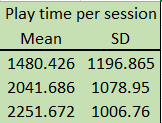 Play time per session
Mean SD
1480.426 1196.865
2041.686 1078.95
2251.672 1006.76